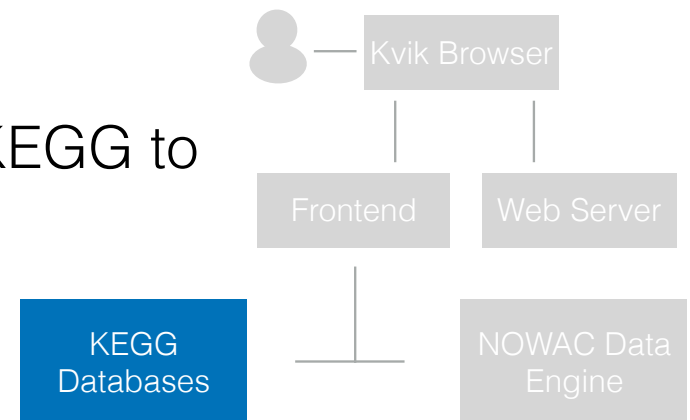 Kvik Browser
KEGG to
Frontend
Web Server
KEGG
Databases
NOWAC Data
Engine